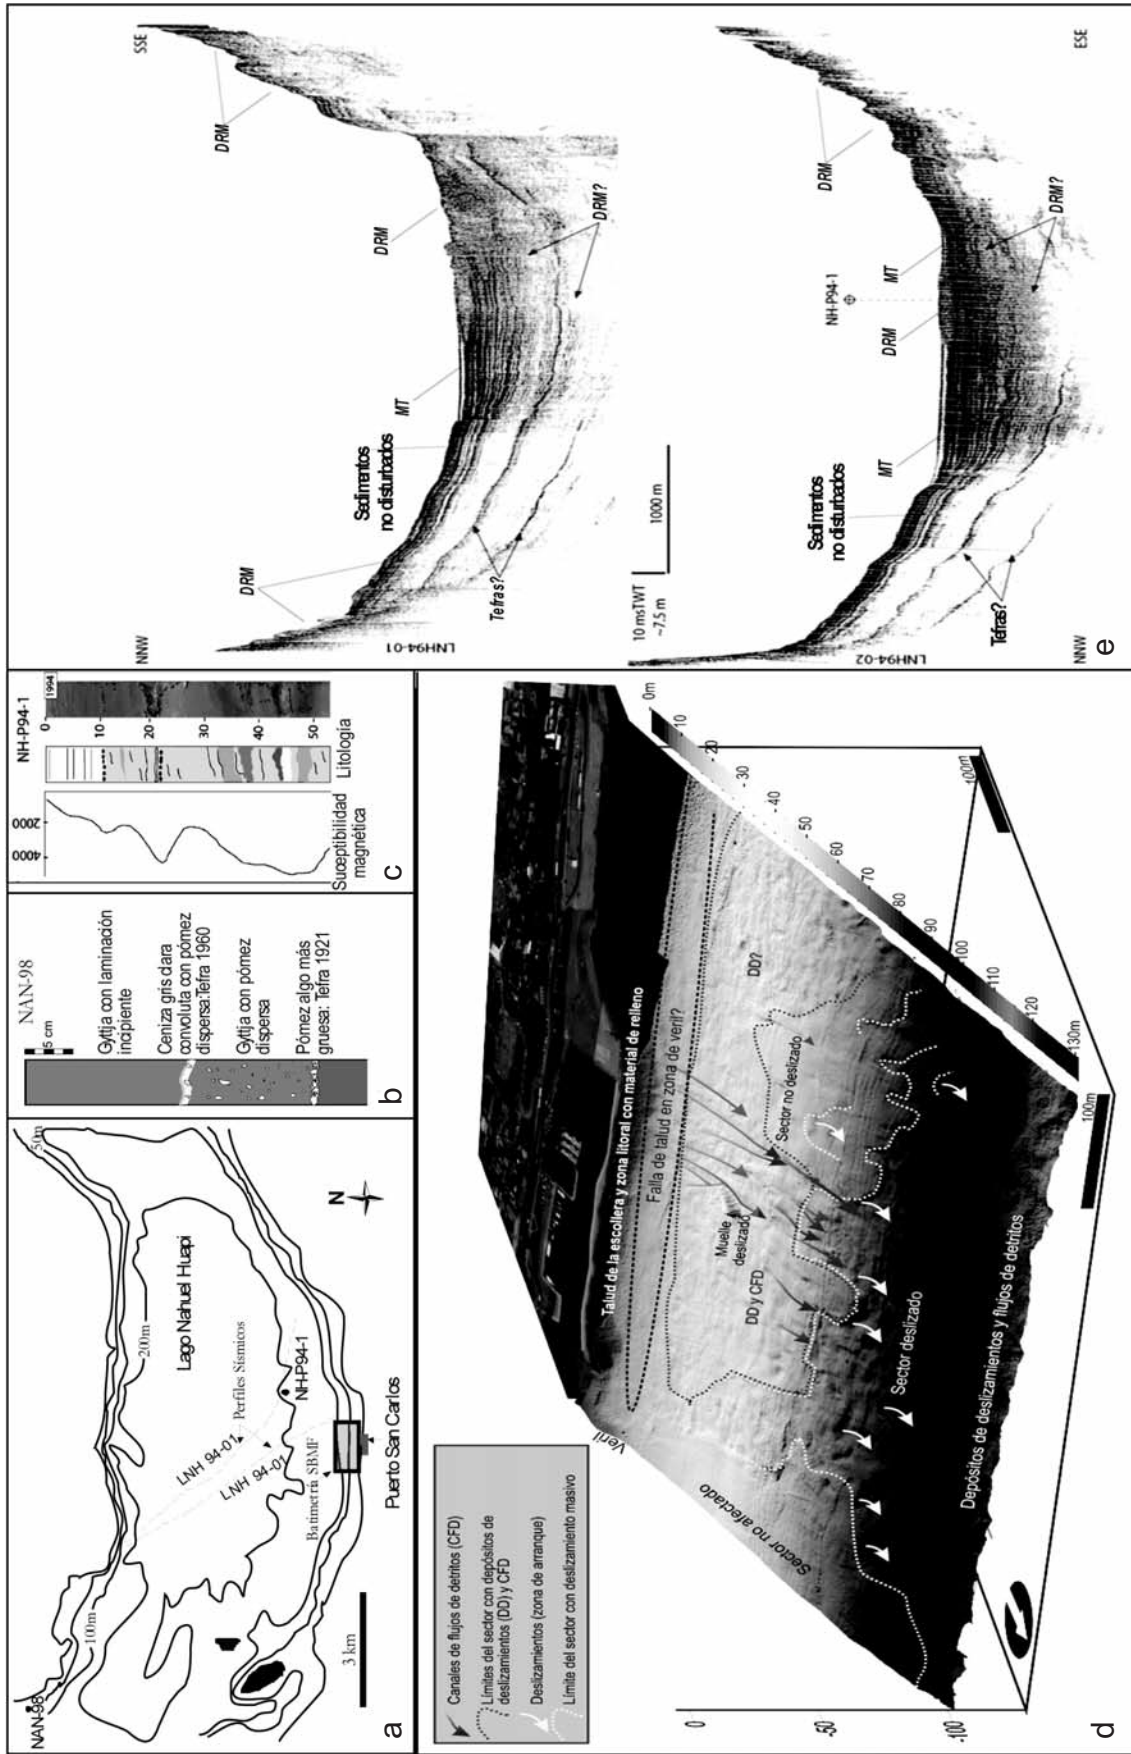 NAN-98
100m
200m
50m
Lago Nahuel Huapi
LNH 94-01
LNH 94-01
Perfiles Sísmicos
NH-P94-1
Batimetría SBMF
Puerto San Carlos
N
3 km
a
NAN-98
5 cm
Gyttja con laminación
incipiente
Ceniza gris clara
convoluta con pómez
dispersa:Tefra 1960
Gyttja con pómez
dispersa
Pómez algo más
gruesa: Tefra 1921
b
NH-P94-1
1994
0
10
20
30
40
50
2000
4000
Suceptibilidad
magnética
Litología
c
Canales de flujos de detritos (CFD)
Límites del sector con depósitos de
deslizamientos (DD) y CFD
Deslizamientos (zona de arranque)
Límite del sector con deslizamiento masivo
Talud de la escollera y zona litoral con material de relleno
Falla de talud en zona de veril?
Veril
Sector no afectado
DD?
Sector no deslizado
Muelle
deslizado
DD y CFD
Sector deslizado
Depósitos de deslizamientos y flujos de detritos
0m
10
20
30
40
50
60
70
80
90
100
110
120
130m
100m
100m
0
-50
-100
d
NNW
SSE
LNH94-01
DRM
Sedimentos
no disturbados
MT
DRM
DRM
DRM?
Tefras?
10 msTWT
~7.5 m
1000 m
NNW
ESE
LNH94-02
Sedimentos
no disturbados
MT
DRM
MT
NH-P94-1
DRM
DRM?
Tefras?
e